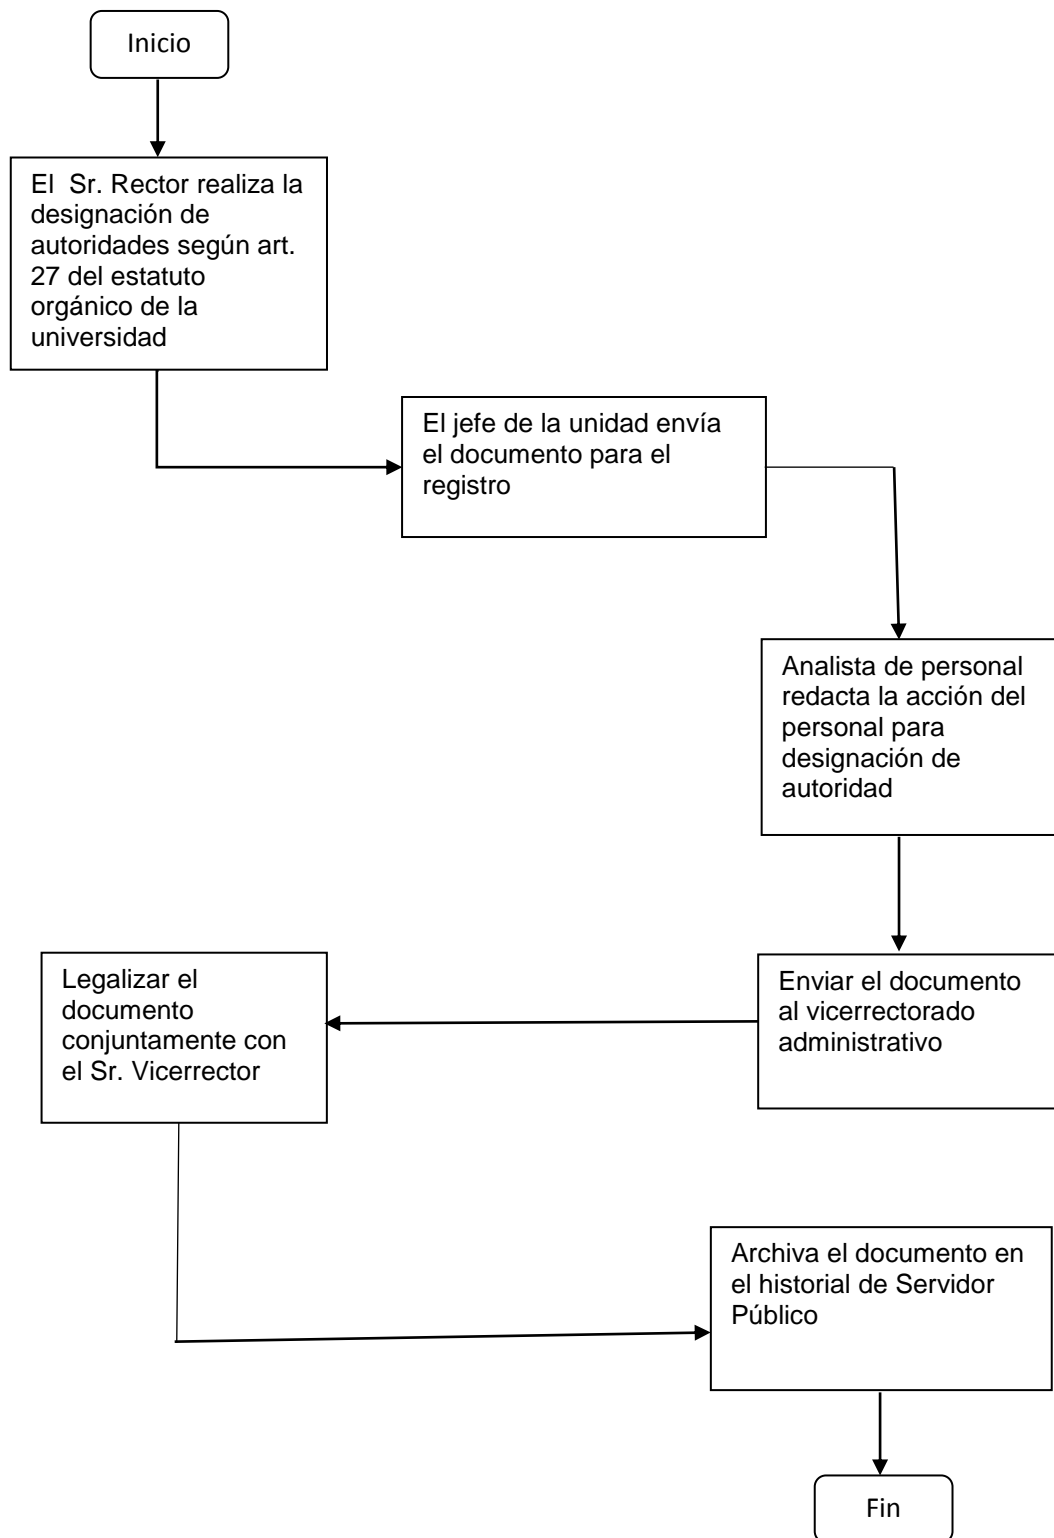 Inicio
El  Sr. Rector realiza la
designación de
autoridades según art.
27 del estatuto
orgánico de la
universidad
El jefe de la unidad envía
el documento para el
registro
Analista de personal
redacta la acción del
personal para
designación de
autoridad
Enviar el documento
al vicerrectorado
administrativo
Legalizar el
documento
conjuntamente con
el Sr. Vicerrector
Archiva el documento en
el historial de Servidor
Público
Fin